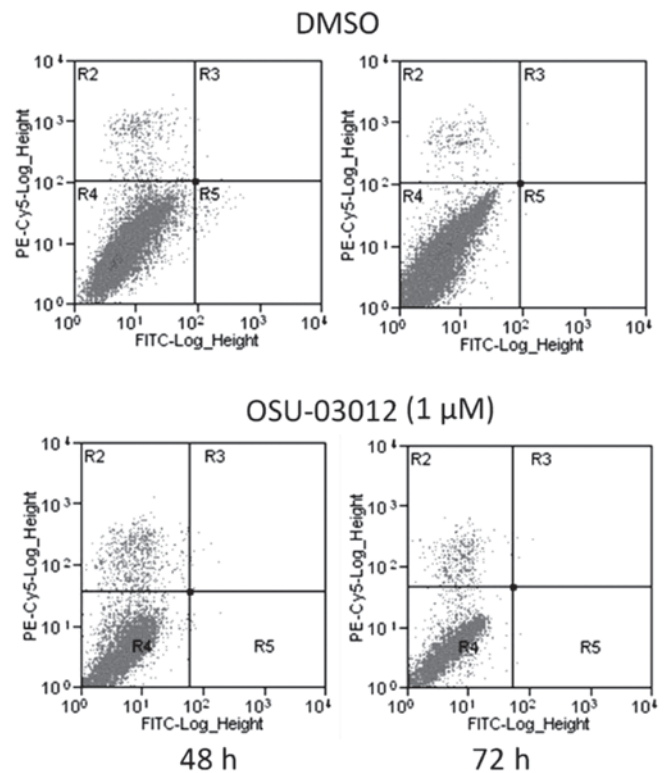 DMSO
10⁴ R2 R3
10³
10²
R4 R5
10¹
10⁰
PE-Cy5-Log_Height
10⁰ 10¹ 10² 10³ 10⁴
FITC-Log_Height
10⁴ R2 R3
10³
10²
R4 R5
10¹
10⁰
PE-Cy5-Log_Height
10⁰ 10¹ 10² 10³ 10⁴
FITC-Log_Height
OSU-03012 (1 μM)
10⁴ R2 R3
10³
10²
10¹
R4 R5
10⁰
PE-Cy5-Log_Height
10⁰ 10¹ 10² 10³ 10⁴
FITC-Log_Height
10⁴ R2 R3
10³
10²
10¹
R4 R5
10⁰
PE-Cy5-Log_Height
10⁰ 10¹ 10² 10³ 10⁴
FITC-Log_Height
48 h 72 h